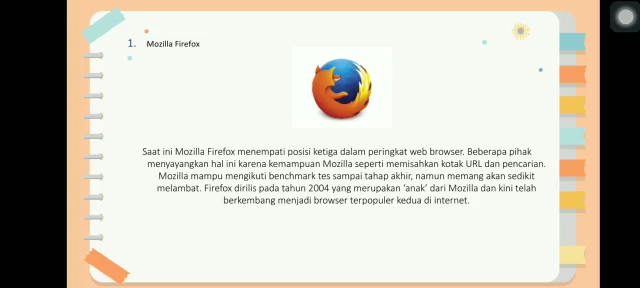 1. Mozilla Firefox
Saat ini Mozilla Firefox menempati posisi ketiga dalam peringkat web browser. Beberapa pihak
menyayangkan hal ini karena kemampuan Mozilla seperti memisahkan kotak URL dan pencarian.
Mozilla mampu mengikuti benchmark tes sampai tahap akhir, namun memang akan sedikit
melambat. Firefox dirilis pada tahun 2004 yang merupakan ‘anak’ dari Mozilla dan kini telah
berkembang menjadi browser terpopuler kedua di internet.